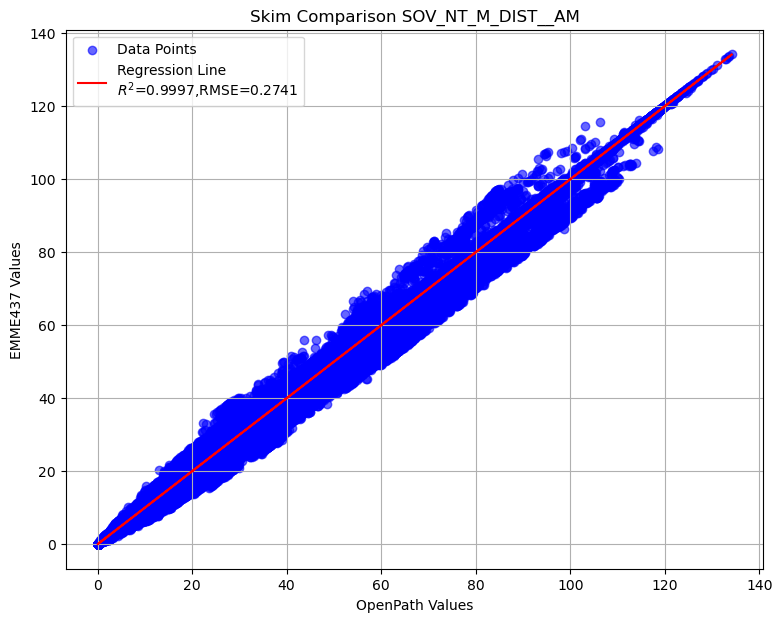 Skim Comparison SOV_NT_M_DIST__AM
Data Points
Regression Line
R²=0.9997,RMSE=0.2741
EMME437 Values
140
120
100
80
60
40
20
0
0 20 40 60 80 100 120 140
OpenPath Values